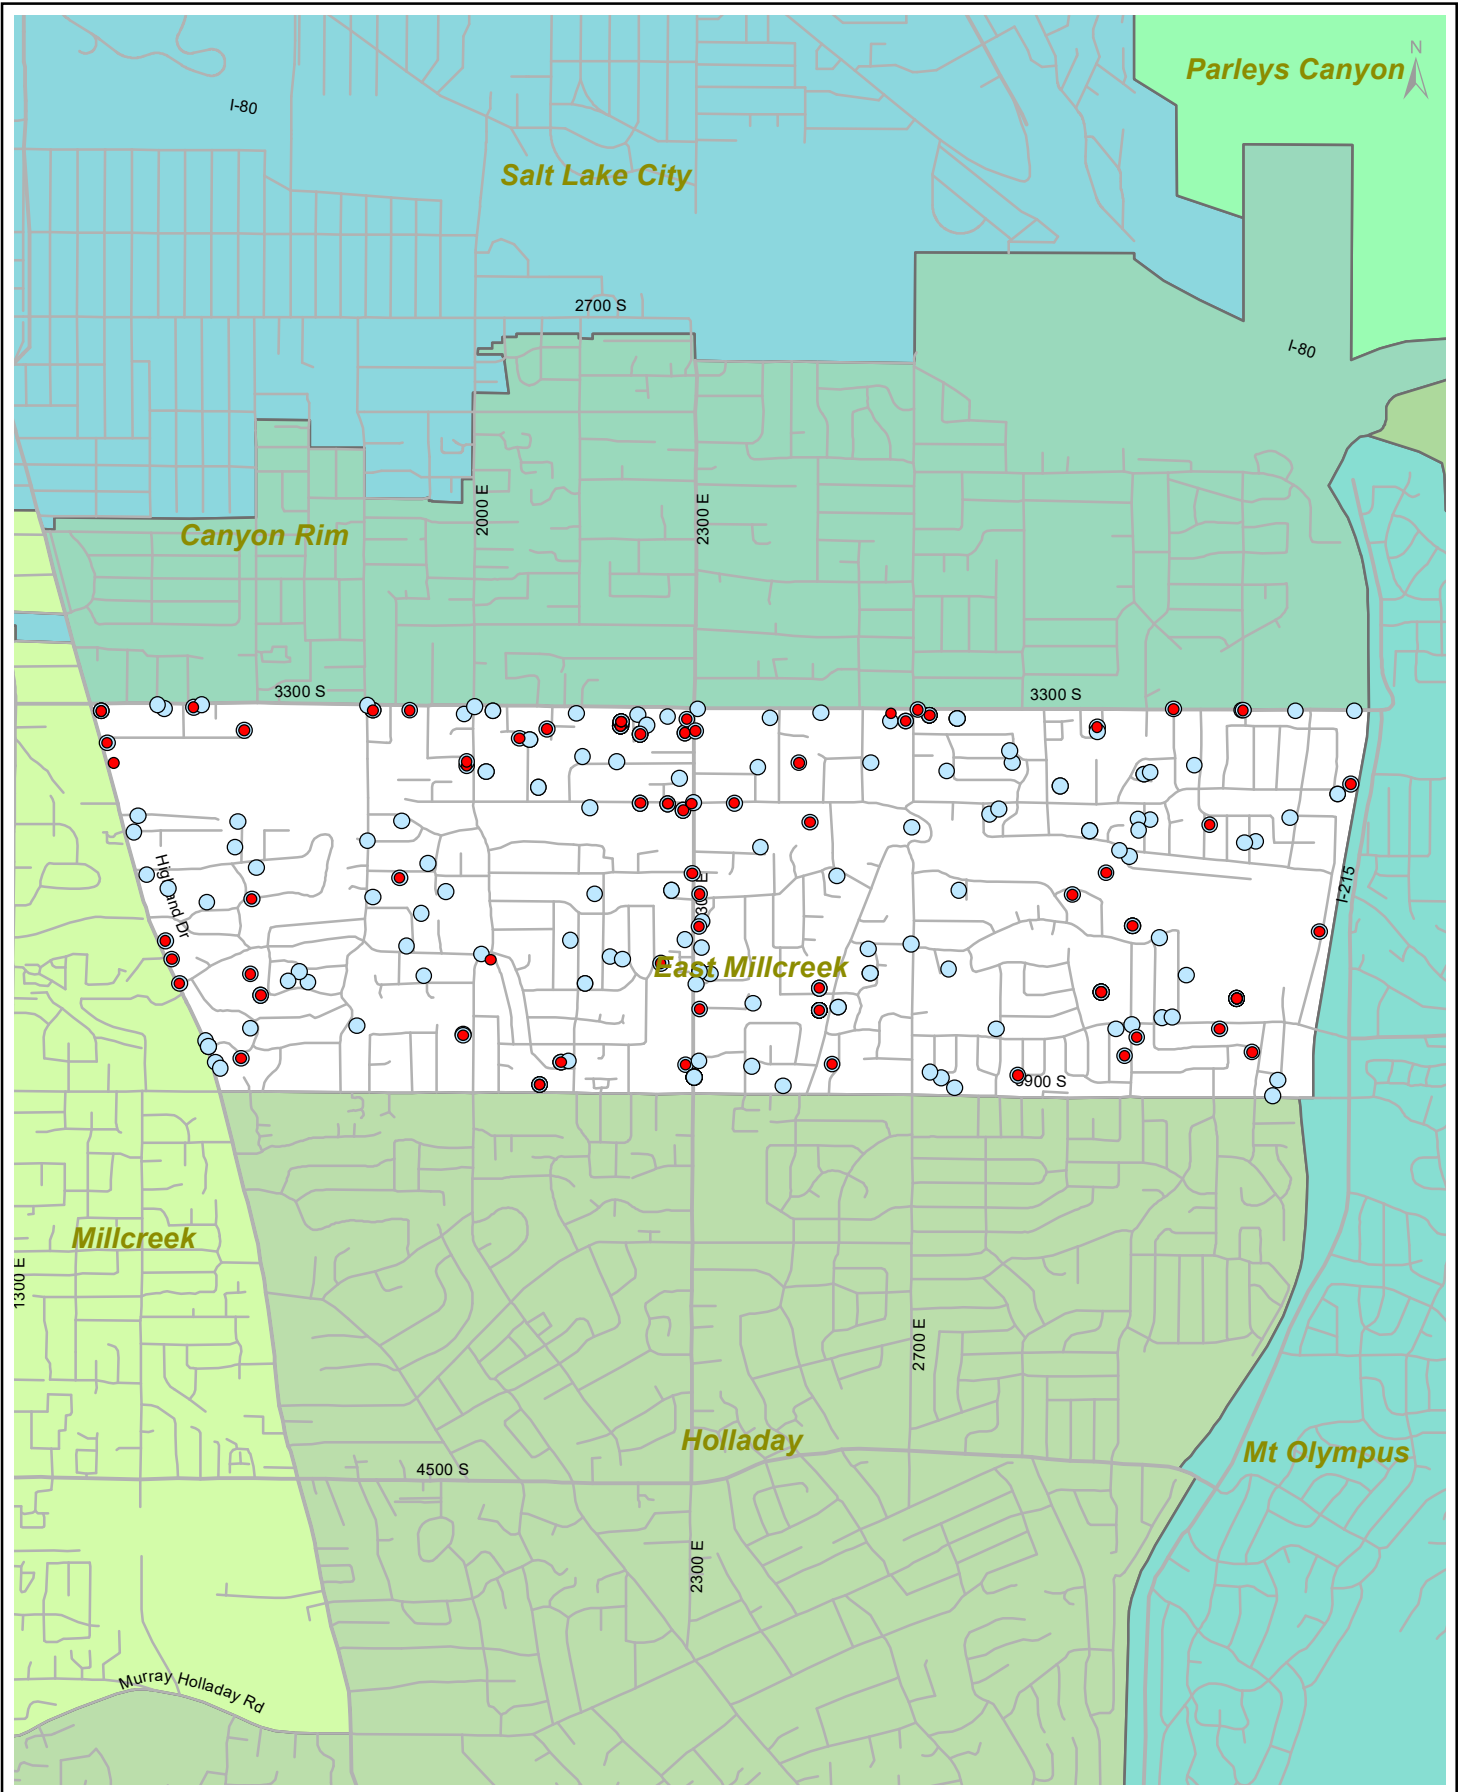 N
Parleys Canyon
I-80
Salt Lake City
2700 S
I-80
2000 E
2300 E
Canyon Rim
3300 S
3300 S
Highland Dr
I-215
East Millcreek
3900 S
Millcreek
1300 E
2700 E
Holladay
Mt Olympus
4500 S
2300 E
Murray Holladay Rd